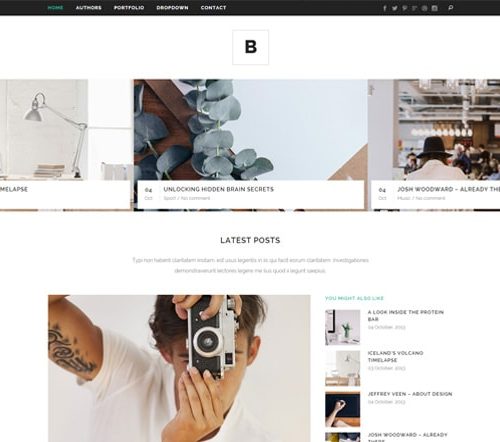 HOME AUTHORS PORTFOLIO DROPDOWN CONTACT
B
MELAPSE
04 UNLOCKING HIDDEN BRAIN SECRETS
Oct Sport / No comment
04 JOSH WOODWARD – ALREADY THE
Oct Music / No comment
LATEST POSTS
Typi non habent claritatem insitam; est usus legentis in iis qui facit eorum claritatem. Investigationes
demonstraverunt lectores legere me lius quod ii legunt saepius.
YOU MIGHT ALSO LIKE
A LOOK INSIDE THE PROTEIN
BAR
04 October, 2013
ICELAND'S VOLCANO
TIMELAPSE
03 October, 2013
JEFFREY VEEN – ABOUT DESIGN
04 October, 2013
JOSH WOODWARD – ALREADY
THERE